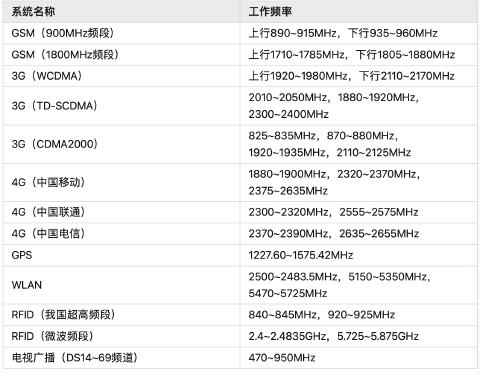 系统名称 工作频率
GSM（900MHz频段） 上行890~915MHz，下行935~960MHz
GSM（1800MHz频段） 上行1710~1785MHz，下行1805~1880MHz
3G（WCDMA） 上行1920~1980MHz，下行2110~2170MHz
3G（TD-SCDMA） 2010~2050MHz，1880~1920MHz，
2300~2400MHz
3G（CDMA2000） 825~835MHz，870~880MHz，
1920~1935MHz，2110~2125MHz
4G（中国移动） 1880~1900MHz，2320~2370MHz，
2375~2635MHz
4G（中国联通） 2300~2320MHz，2555~2575MHz
4G（中国电信） 2370~2390MHz，2635~2655MHz
GPS 1227.60~1575.42MHz
WLAN 2500~2483.5MHz，5150~5350MHz，
5470~5725MHz
RFID（我国超高频段） 840~845MHz，920~925MHz
RFID（微波频段） 2.4~2.4835GHz，5.725~5.875GHz
电视广播（DS14~69频道） 470~950MHz